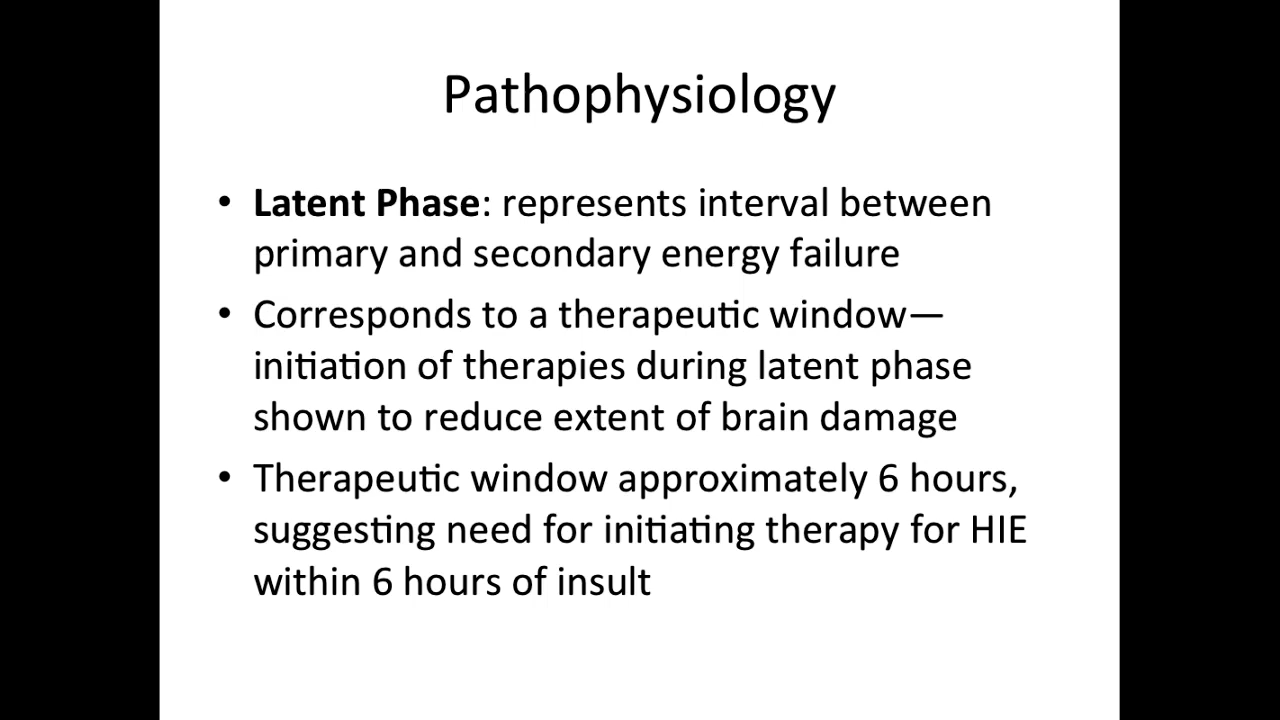 Pathophysiology
• Latent Phase: represents interval between
primary and secondary energy failure
• Corresponds to a therapeutic window—
initiation of therapies during latent phase
shown to reduce extent of brain damage
• Therapeutic window approximately 6 hours,
suggesting need for initiating therapy for HIE
within 6 hours of insult